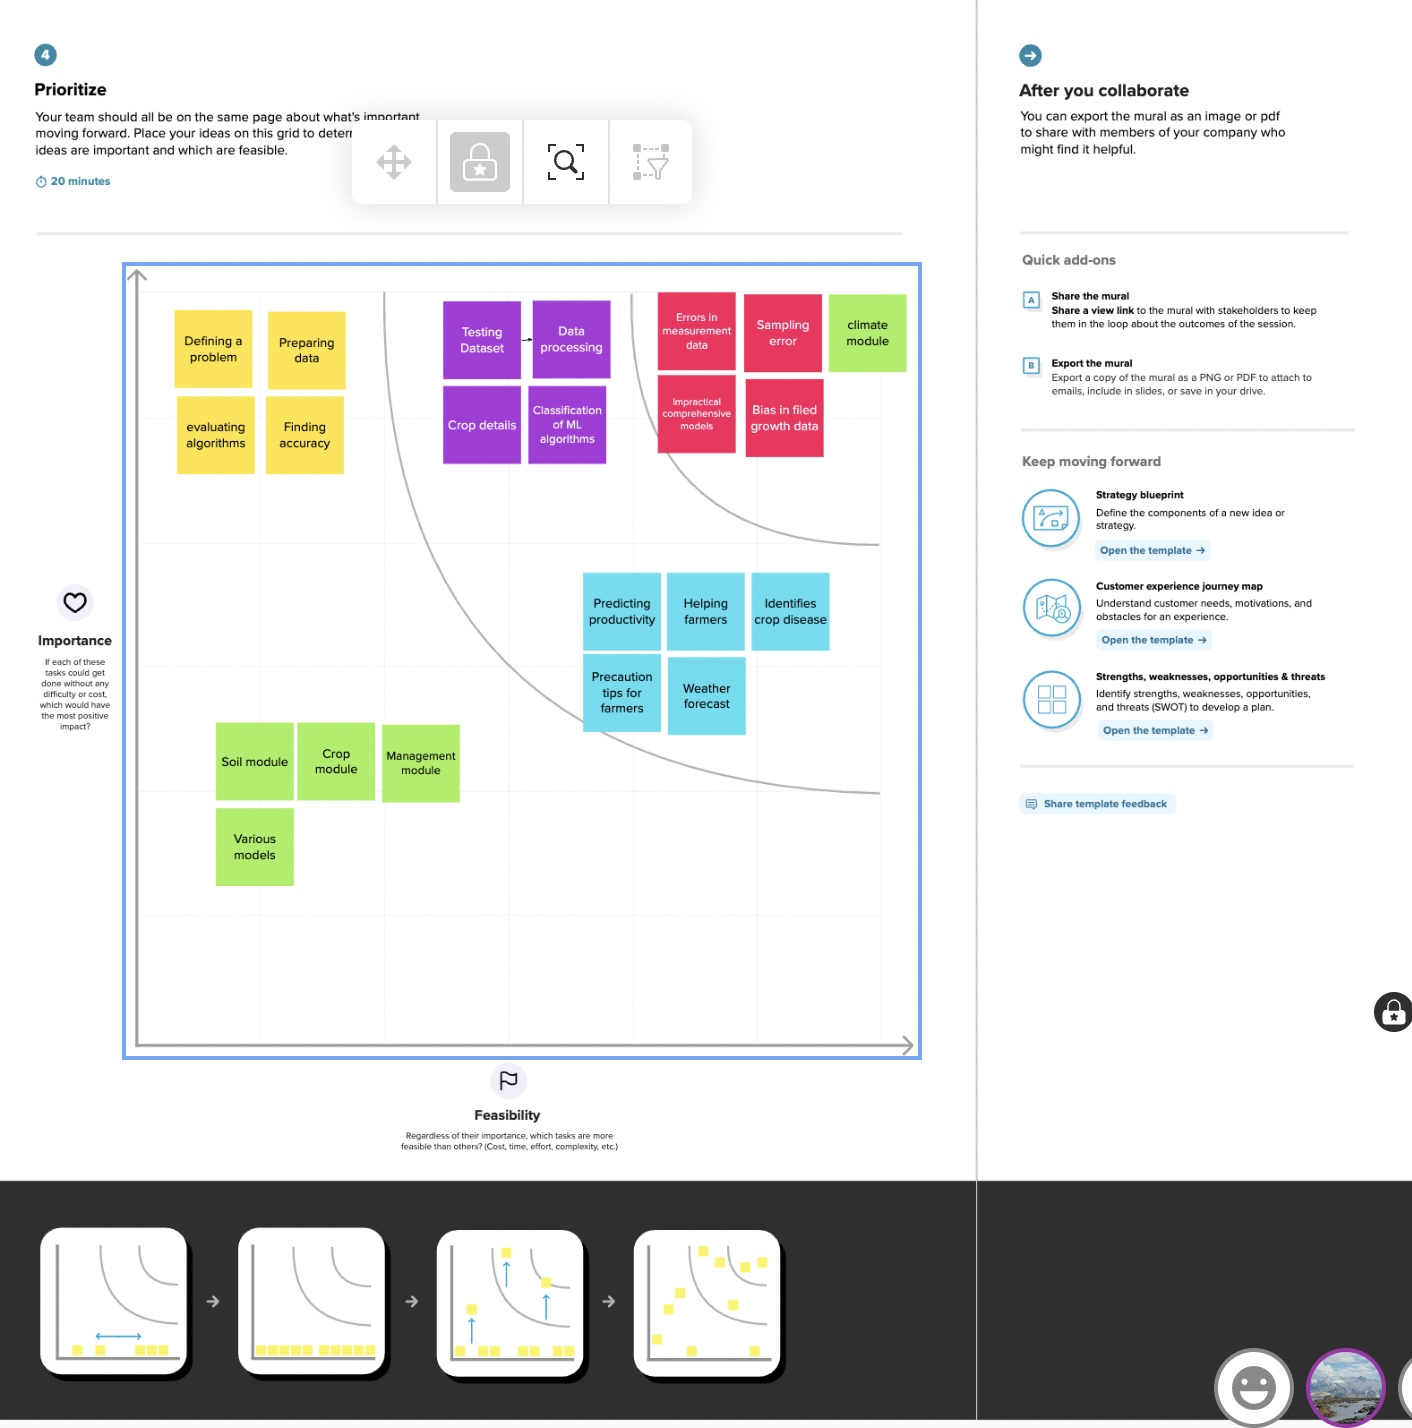 4
Prioritize
Your team should all be on the same page about what's important
moving forward. Place your ideas on this grid to
ideas are important and which are feasible.
20 minutes
Defining a
problem
Preparing
data
evaluating
algorithms
Finding
accuracy
Testing
Dataset
Data
processing
Crop details
Classification
of ML
algorithms
Errors in
measurement
data
Sampling
error
climate
module
Impractical
comprehensive
models
Bias in filed
growth data
Predicting
productivity
Helping
farmers
Identifies
crop disease
Precaution
tips for
farmers
Weather
forecast
Soil module
Crop
module
Management
module
Various
models
Importance
If each of these
tasks could get
done without any
difficulty or cost,
which would have
the most positive
impact?
Feasibility
Regardless of their importance, which tasks are more
feasible than others? (Cost, time, effort, complexity, etc.)
After you collaborate
You can export the mural as an image or pdf
to share with members of your company who
might find it helpful.
Quick add-ons
A
Share the mural
Share a view link to the mural with stakeholders to keep
them in the loop about the outcomes of the session.
B
Export the mural
Export a copy of the mural as a PNG or PDF to attach to
emails, include in slides, or save in your drive.
Keep moving forward
Strategy blueprint
Define the components of a new idea or
strategy.
Open the template →
Customer experience journey map
Understand customer needs, motivations, and
obstacles for an experience.
Open the template →
Strengths, weaknesses, opportunities & threats
Identify strengths, weaknesses, opportunities,
and threats (SWOT) to develop a plan.
Open the template →
Share template feedback